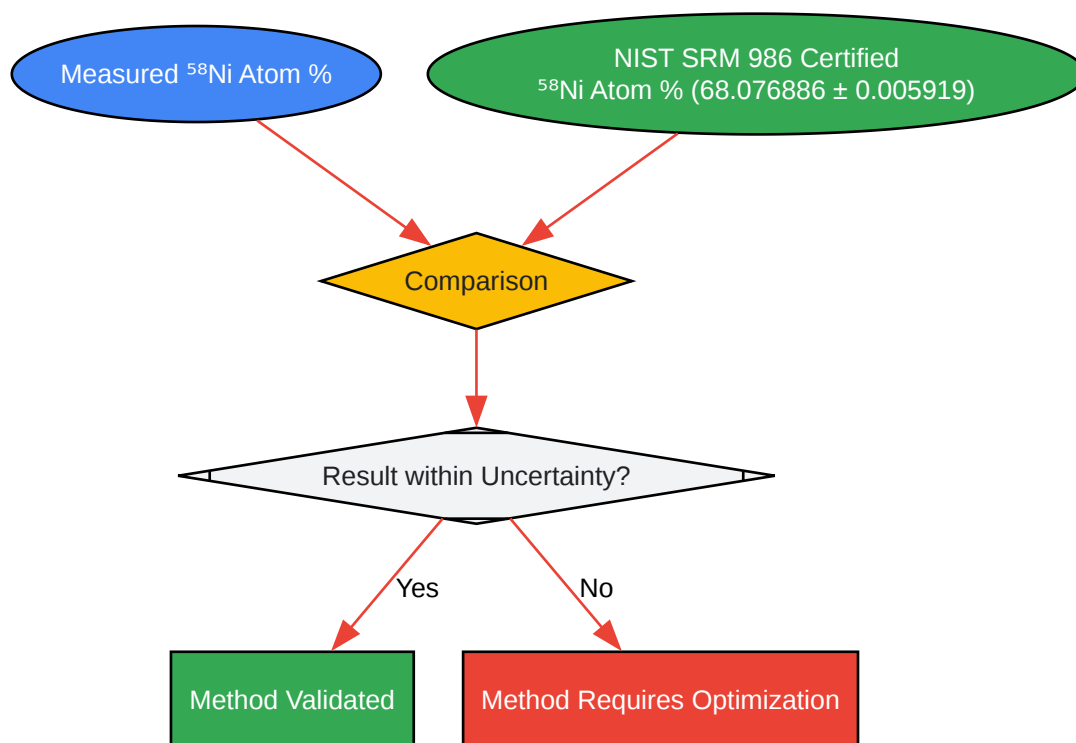 Measured ⁵⁸Ni Atom %
NIST SRM 986 Certified
⁵⁸Ni Atom % (68.076886 ± 0.005919)
Comparison
Result within Uncertainty?
Yes
No
Method Validated
Method Requires Optimization